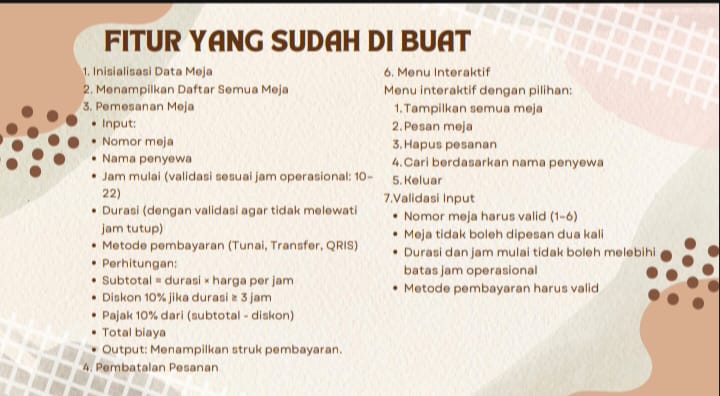 FITUR YANG SUDAH DI BUAT
1. Inisialisasi Data Meja
2. Menampilkan Daftar Semua Meja
3. Pemesanan Meja
• Input:
• Nomor meja
• Nama penyewa
• Jam mulai (validasi sesuai jam operasional: 10-
22)
• Durasi (dengan validasi agar tidak melewati
jam tutup)
• Metode pembayaran (Tunai, Transfer, QRIS)
• Perhitungan:
• Subtotal = durasi × harga per jam
• Diskon 10% jika durasi ≥ 3 jam
• Pajak 10% dari (subtotal - diskon)
• Total biaya
• Output: Menampilkan struk pembayaran.
4. Pembatalan Pesanan
6. Menu Interaktif
Menu interaktif dengan pilihan:
1. Tampilkan semua meja
2. Pesan meja
3. Hapus pesanan
4. Cari berdasarkan nama penyewa
5. Keluar
7.Validasi Input
• Nomor meja harus valid (1-6)
• Meja tidak boleh dipesan dua kali
• Durasi dan jam mulai tidak boleh melebihi
batas jam operasional
• Metode pembayaran harus valid